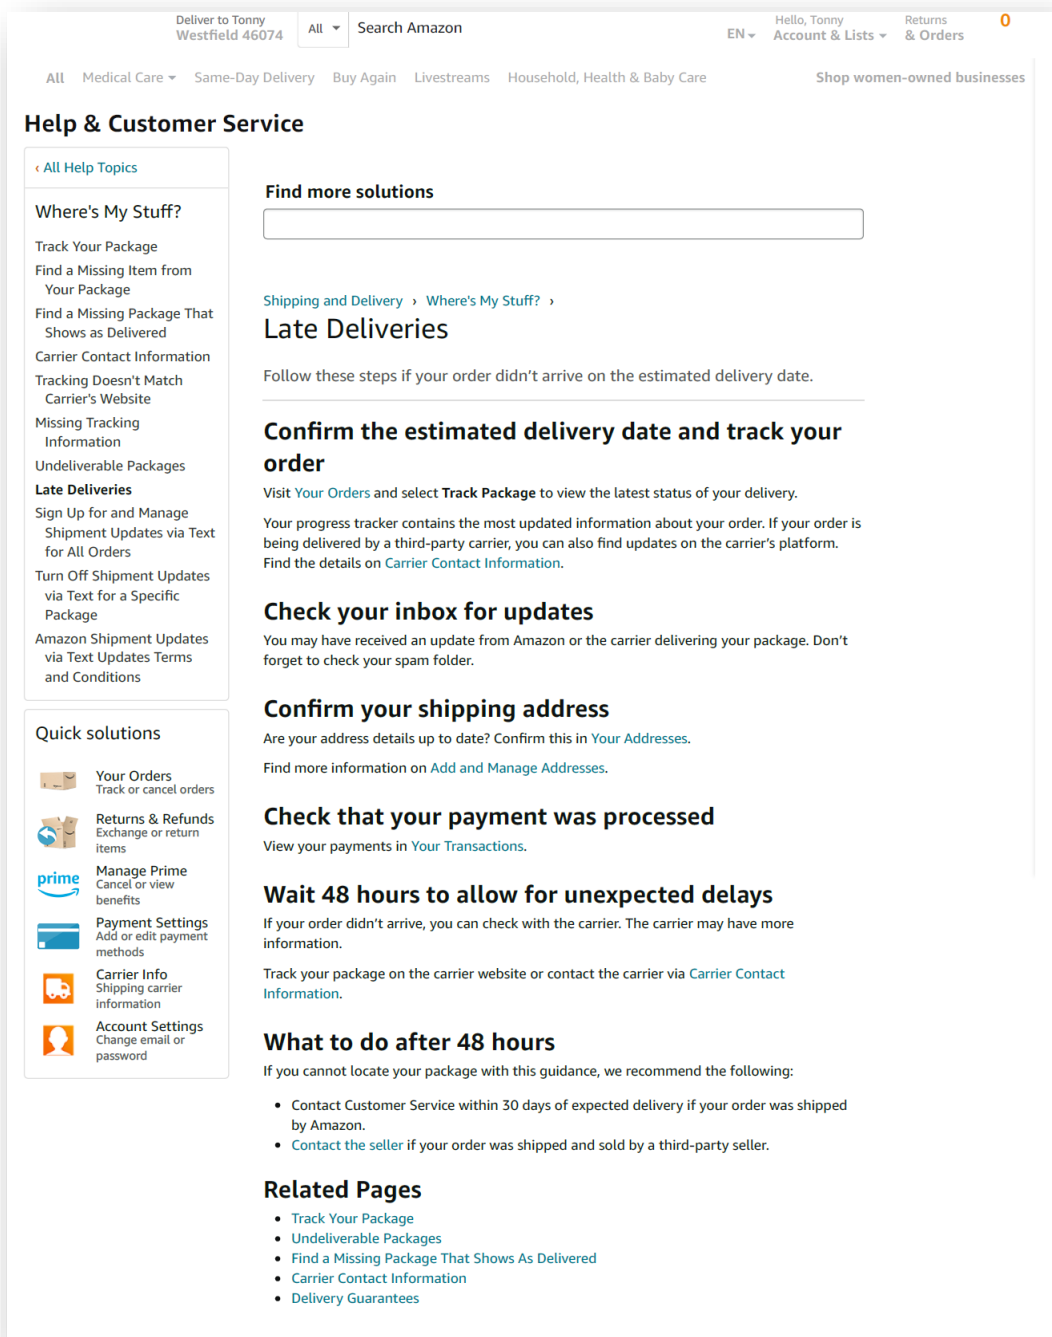 Deliver to Tonny
Westfield 46074
All
Search Amazon
EN
Hello, Tonny
Account & Lists
Returns
& Orders
0
All Medical Care Same-Day Delivery Buy Again Livestreams Household, Health & Baby Care Shop women-owned businesses
Help & Customer Service
‹ All Help Topics
Where's My Stuff?
Track Your Package
Find a Missing Item from
Your Package
Find a Missing Package That
Shows as Delivered
Carrier Contact Information
Tracking Doesn't Match
Carrier's Website
Missing Tracking
Information
Undeliverable Packages
Late Deliveries
Sign Up for and Manage
Shipment Updates via Text
for All Orders
Turn Off Shipment Updates
via Text for a Specific
Package
Amazon Shipment Updates
via Text Updates Terms
and Conditions
Quick solutions
Your Orders
Track or cancel orders
Returns & Refunds
Exchange or return
items
prime
Manage Prime
Cancel or view
benefits
Payment Settings
Add or edit payment
methods
Carrier Info
Shipping carrier
information
Account Settings
Change email or
password
Find more solutions
Shipping and Delivery › Where's My Stuff? ›
Late Deliveries
Follow these steps if your order didn’t arrive on the estimated delivery date.
Confirm the estimated delivery date and track your
order
Visit Your Orders and select Track Package to view the latest status of your delivery.
Your progress tracker contains the most updated information about your order. If your order is
being delivered by a third-party carrier, you can also find updates on the carrier’s platform.
Find the details on Carrier Contact Information.
Check your inbox for updates
You may have received an update from Amazon or the carrier delivering your package. Don’t
forget to check your spam folder.
Confirm your shipping address
Are your address details up to date? Confirm this in Your Addresses.
Find more information on Add and Manage Addresses.
Check that your payment was processed
View your payments in Your Transactions.
Wait 48 hours to allow for unexpected delays
If your order didn’t arrive, you can check with the carrier. The carrier may have more
information.
Track your package on the carrier website or contact the carrier via Carrier Contact
Information.
What to do after 48 hours
If you cannot locate your package with this guidance, we recommend the following:
• Contact Customer Service within 30 days of expected delivery if your order was shipped
by Amazon.
• Contact the seller if your order was shipped and sold by a third-party seller.
Related Pages
• Track Your Package
• Undeliverable Packages
• Find a Missing Package That Shows As Delivered
• Carrier Contact Information
• Delivery Guarantees